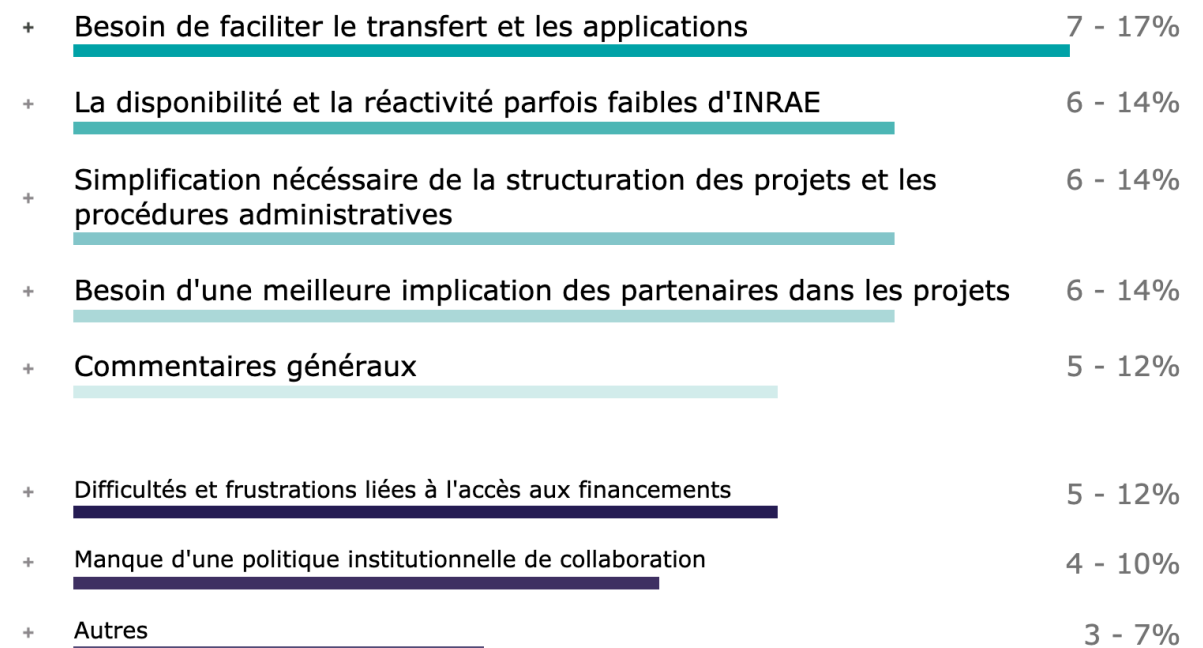 + Besoin de faciliter le transfert et les applications 7 - 17%
+ La disponibilité et la réactivité parfois faibles d'INRAE 6 - 14%
+ Simplification nécéssaire de la structuration des projets et les 6 - 14%
procédures administratives
+ Besoin d'une meilleure implication des partenaires dans les projets 6 - 14%
+ Commentaires généraux 5 - 12%
+ Difficultés et frustrations liées à l'accès aux financements 5 - 12%
+ Manque d'une politique institutionnelle de collaboration 4 - 10%
+ Autres 3 - 7%